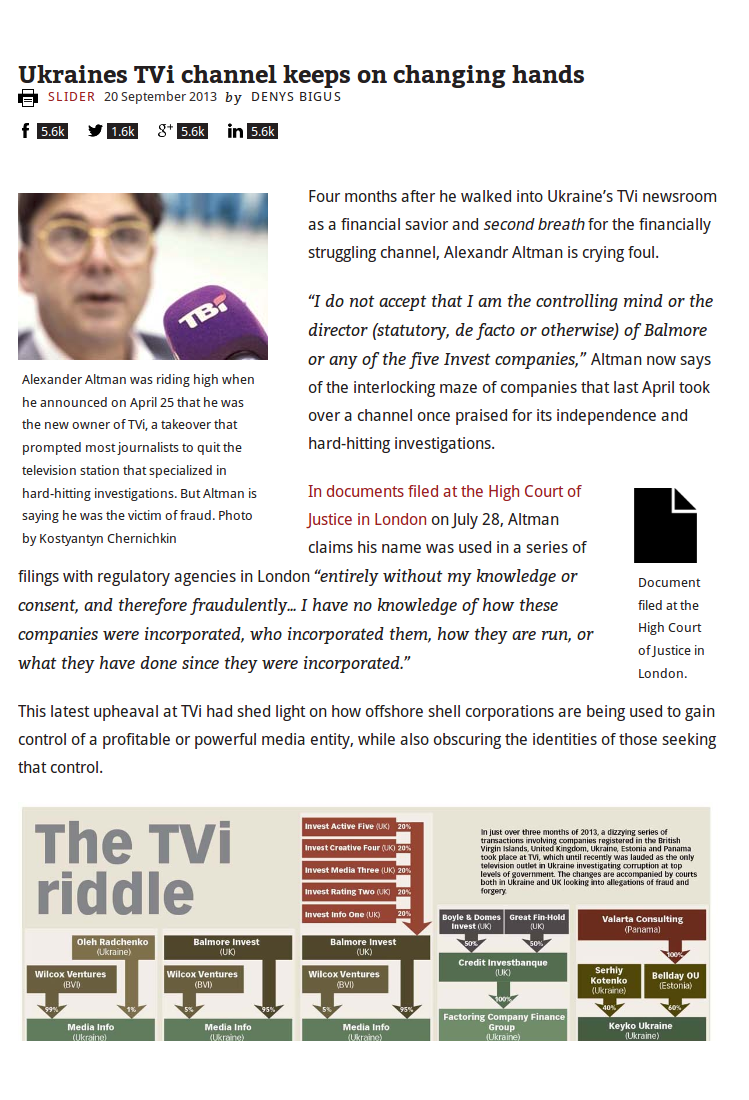 Ukraines TVi channel keeps on changing hands
SLIDER 20 September 2013 by DENYS BIGUS
5.6k 1.6k 5.6k 5.6k
Four months after he walked into Ukraine’s TVi newsroom
as a financial savior and second breath for the financially
struggling channel, Alexandr Altman is crying foul.
“I do not accept that I am the controlling mind or the
director (statutory, de facto or otherwise) of Balmore
or any of the five Invest companies,” Altman now says
of the interlocking maze of companies that last April took
over a channel once praised for its independence and
hard-hitting investigations.
ТВі
Alexander Altman was riding high when
he announced on April 25 that he was
the new owner of TVi, a takeover that
prompted most journalists to quit the
television station that specialized in
hard-hitting investigations. But Altman is
saying he was the victim of fraud. Photo
by Kostyantyn Chernichkin
In documents filed at the High Court of
Justice in London on July 28, Altman
claims his name was used in a series of
filings with regulatory agencies in London “entirely without my knowledge or
consent, and therefore fraudulently... I have no knowledge of how these
companies were incorporated, who incorporated them, how they are run, or
what they have done since they were incorporated.”
Document
filed at the
High Court
of Justice in
London.
This latest upheaval at TVi had shed light on how offshore shell corporations are being used to gain
control of a profitable or powerful media entity, while also obscuring the identities of those seeking
that control.
The TVi
riddle
Invest Active Five (UK) 20%
Invest Creative Four (UK) 20%
Invest Media Three (UK) 20%
Invest Rating Two (UK) 20%
Invest Info One (UK) 20%
In just over three months of 2013, a dizzying series of
transactions involving companies registered in the British
Virgin Islands, United Kingdom, Ukraine, Estonia and Panama
took place at TVi, which until recently was lauded as the only
television outlet in Ukraine investigating corruption at top
levels of government. The changes are accompanied by courts
both in Ukraine and UK looking into allegations of fraud and
forgery.
Oleh Radchenko
(Ukraine)
Wilcox Ventures
(BVI)
99% 1%
Media Info
(Ukraine)
Balmore Invest
(UK)
Wilcox Ventures
(BVI)
5% 95%
Media Info
(Ukraine)
Balmore Invest
(UK)
Wilcox Ventures
(BVI)
5% 95%
Media Info
(Ukraine)
Boyle & Domes
Invest (UK)
Great Fin-Hold
(UK)
50% 50%
Credit Investbanque
(UK)
100%
Factoring Company Finance
Group
(Ukraine)
Valarta Consulting
(Panama)
100%
Serhiy
Kotenko
(Ukraine)
Bellday OU
(Estonia)
40% 60%
Keyko Ukraine
(Ukraine)